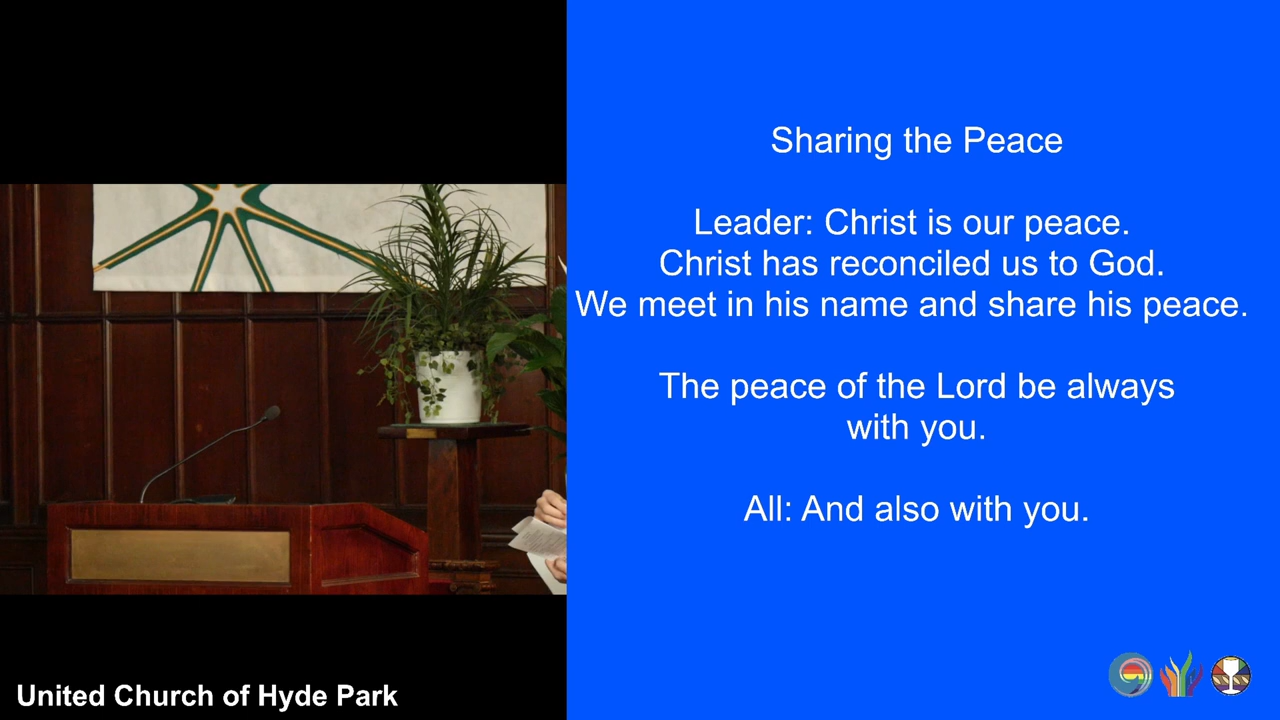 Sharing the Peace
Leader: Christ is our peace.
Christ has reconciled us to God.
We meet in his name and share his peace.
The peace of the Lord be always
with you.
All: And also with you.
United Church of Hyde Park